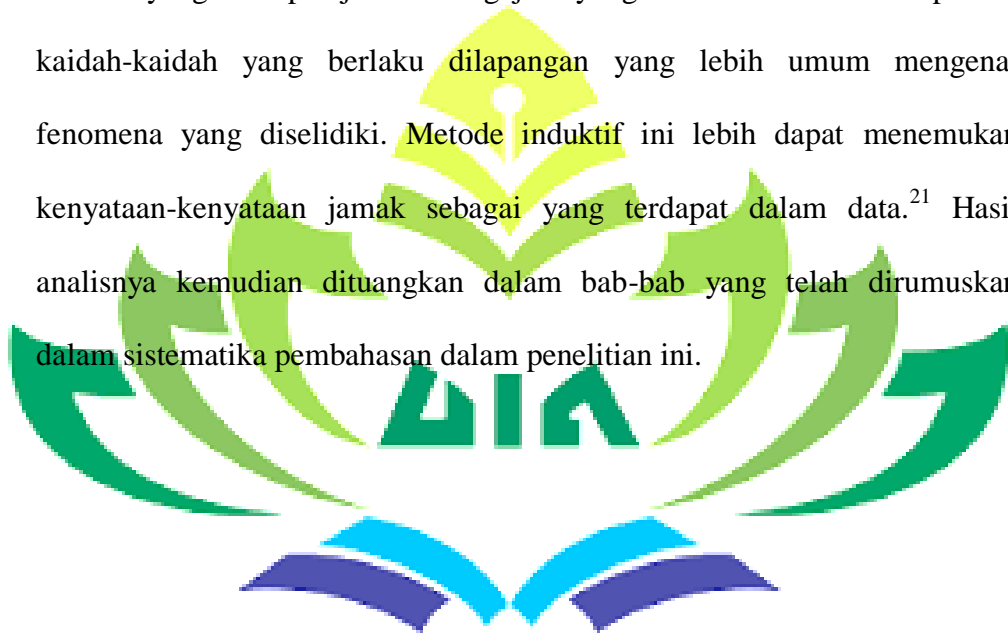 kaidah-kaidah yang berlaku dilapangan yang lebih umum mengena
fenomena yang diselidiki. Metode induktif ini lebih dapat menemukan
kenyataan-kenyataan jamak sebagai yang terdapat dalam data.21 Hasi
analisnya kemudian dituangkan dalam bab-bab yang telah dirumuskan
dalam sistematika pembahasan dalam penelitian ini.